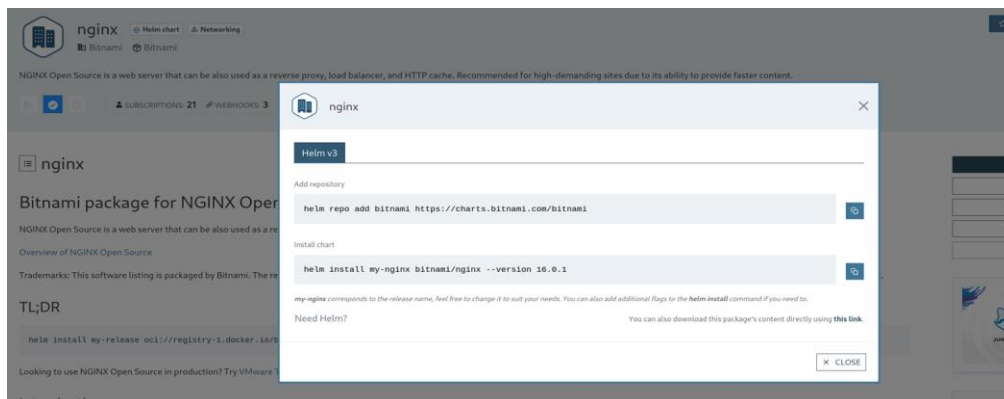 nginx
Helm chart
Networking
Bitnami
Bitnami
NGINX Open Source is a web server that can be also used as a reverse proxy, load balancer, and HTTP cache. Recommended for high-demanding sites due to its ability to provide faster content.
SUBSCRIPTIONS: 21
WEBHOOKS: 3
nginx
Bitnami package for NGINX Oper
NGINX Open Source is a web server that can be also used as a re
Overview of NGINX Open Source
Trademarks: This software listing is packaged by Bitnami. The re
TL;DR
helm install my-release oci://registry-1.docker.io/b
Looking to use NGINX Open Source in production? Try VMware
nginx
Helm v3
Add repository
helm repo add bitnami https://charts.bitnami.com/bitnami
Install chart
helm install my-nginx bitnami/nginx --version 16.0.1
my-nginx corresponds to the release name, feel free to change it to suit your needs. You can also add additional flags to the helm install command if you need to.
Need Helm?
You can also download this package's content directly using this link.
× CLOSE